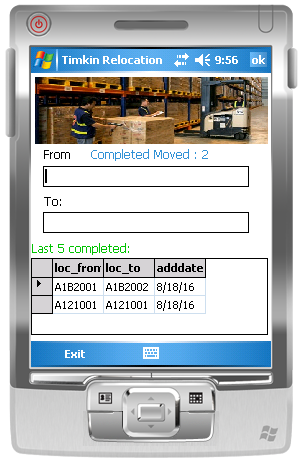 Timkin Relocation 9:56 ok
From Completed Moved : 2
To:
Last 5 completed:
loc_from loc_to adddate
A1B2001 A1B2002 8/18/16
A121001 A121001 8/18/16
Exit